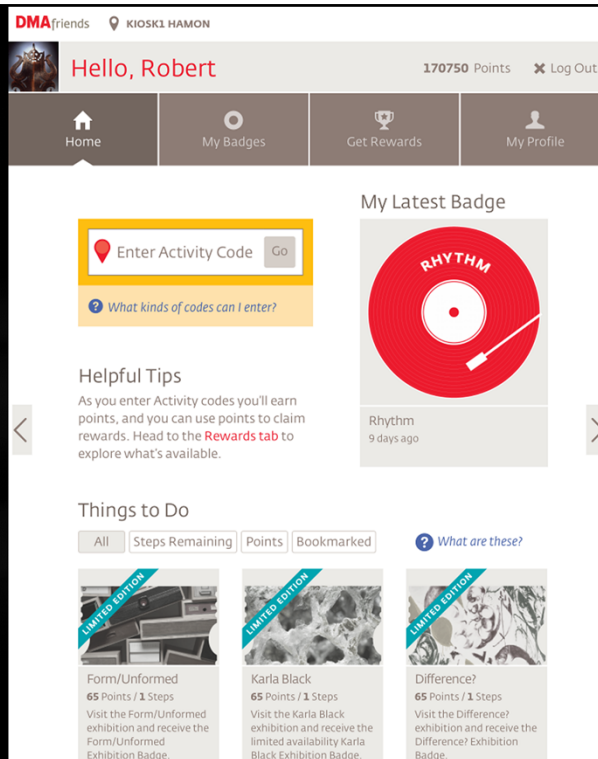 DMAfriends KIOSK1 HAMON
Hello, Robert 170750 Points Log Out
Home My Badges Get Rewards My Profile
My Latest Badge
Enter Activity Code Go
What kinds of codes can I enter?
RHYTHM
Rhythm
9 days ago
Helpful Tips
As you enter Activity codes you'll earn
points, and you can use points to claim
rewards. Head to the Rewards tab to
explore what's available.
Things to Do
All Steps Remaining Points Bookmarked ? What are these?
LIMITED EDITION
Form/Unformed
65 Points / 1 Steps
Visit the Form/Unformed
exhibition and receive the
Form/Unformed
Exhibition Badge.
LIMITED EDITION
Karla Black
65 Points / 1 Steps
Visit the Karla Black
exhibition and receive the
limited availability Karla
Black Exhibition Badge.
LIMITED EDITION
Difference?
65 Points / 1 Steps
Visit the Difference?
exhibition and receive the
Difference? Exhibition
Badge.